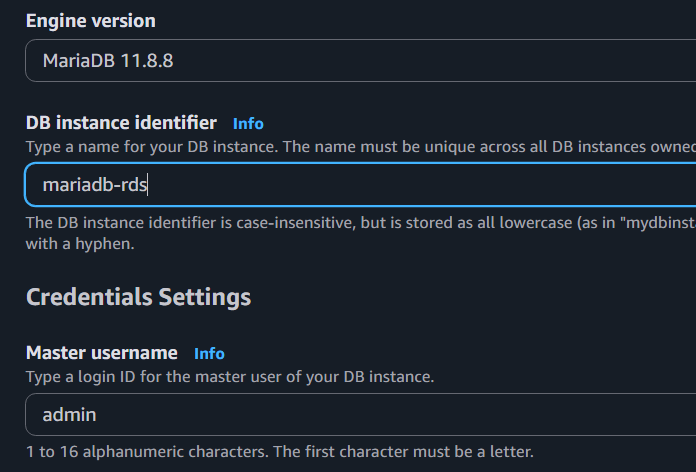 Engine version
MariaDB 11.8.8
DB instance identifier Info
Type a name for your DB instance. The name must be unique across all DB instances owned
mariadb-rds
The DB instance identifier is case-insensitive, but is stored as all lowercase (as in "mydbinsta
with a hyphen.
Credentials Settings
Master username Info
Type a login ID for the master user of your DB instance.
admin
1 to 16 alphanumeric characters. The first character must be a letter.